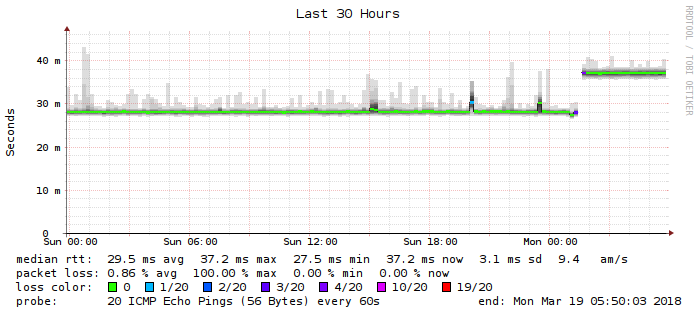 Last 30 Hours
RRDTOOL / TOBI OETIKER
Seconds
40 m
30 m
20 m
10 m
0
Sun 00:00 Sun 06:00 Sun 12:00 Sun 18:00 Mon 00:00
median rtt: 29.5 ms avg 37.2 ms max 27.5 ms min 37.2 ms now 3.1 ms sd 9.4 am/s
packet loss: 0.86 % avg 100.00 % max 0.00 % min 0.00 % now
loss color: 0 1/20 2/20 3/20 4/20 10/20 19/20
probe: 20 ICMP Echo Pings (56 Bytes) every 60s end: Mon Mar 19 05:50:03 2018